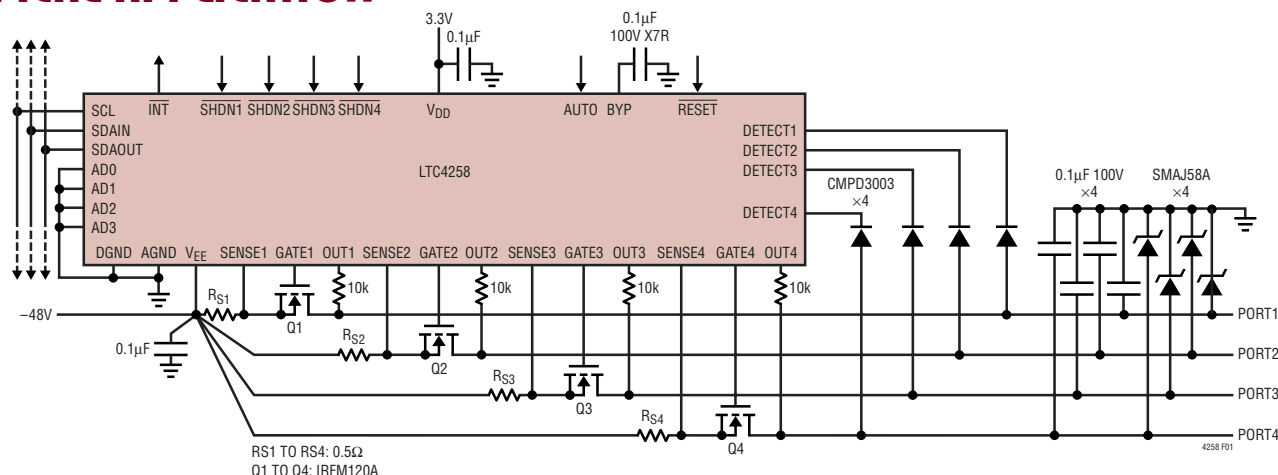 3.3V
0.1µF
0.1µF
100V X7R
SCL
SDAIN
SDAOUT
AD0
AD1
AD2
AD3
INT
SHDN1 SHDN2 SHDN3 SHDN4
VDD
AUTO BYP
RESET
LTC4258
DETECT1
DETECT2
DETECT3
DETECT4
CMPD3003
×4
0.1µF 100V
×4
SMAJ58A
×4
DGND AGND VEE SENSE1 GATE1 OUT1 SENSE2 GATE2 OUT2 SENSE3 GATE3 OUT3 SENSE4 GATE4 OUT4
10k
10k
10k
10k
–48V
RS1
Q1
PORT1
0.1µF
RS2
Q2
PORT2
RS3
Q3
PORT3
RS4
Q4
PORT4
RS1 TO RS4: 0.5Ω
Q1 TO Q4: IRFM120A
4258 F01